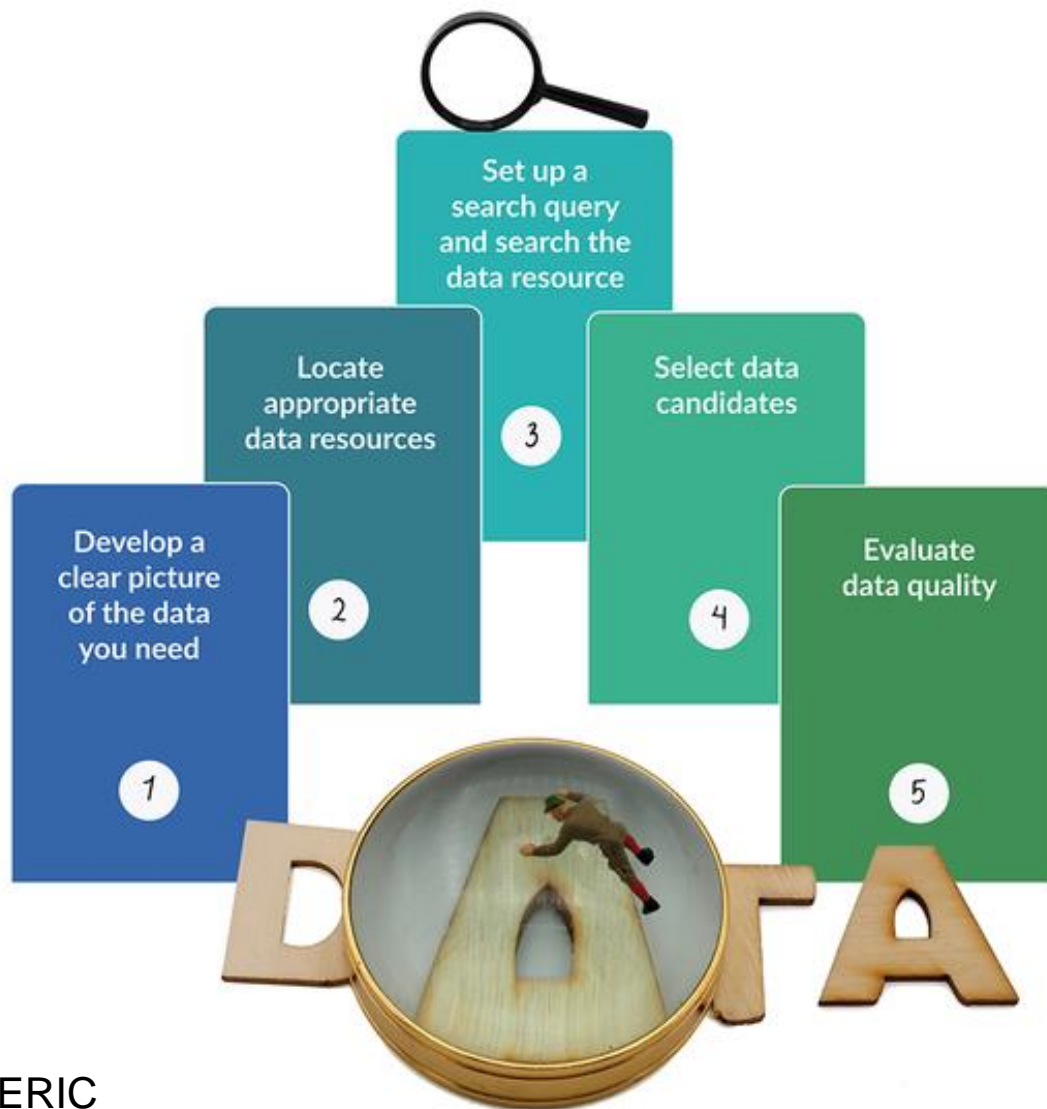 Develop a
clear picture
of the data
you need
1
Locate
appropriate
data resources
2
Set up a
search query
and search the
data resource
3
Select data
candidates
4
Evaluate
data quality
5
DATA
ERIC